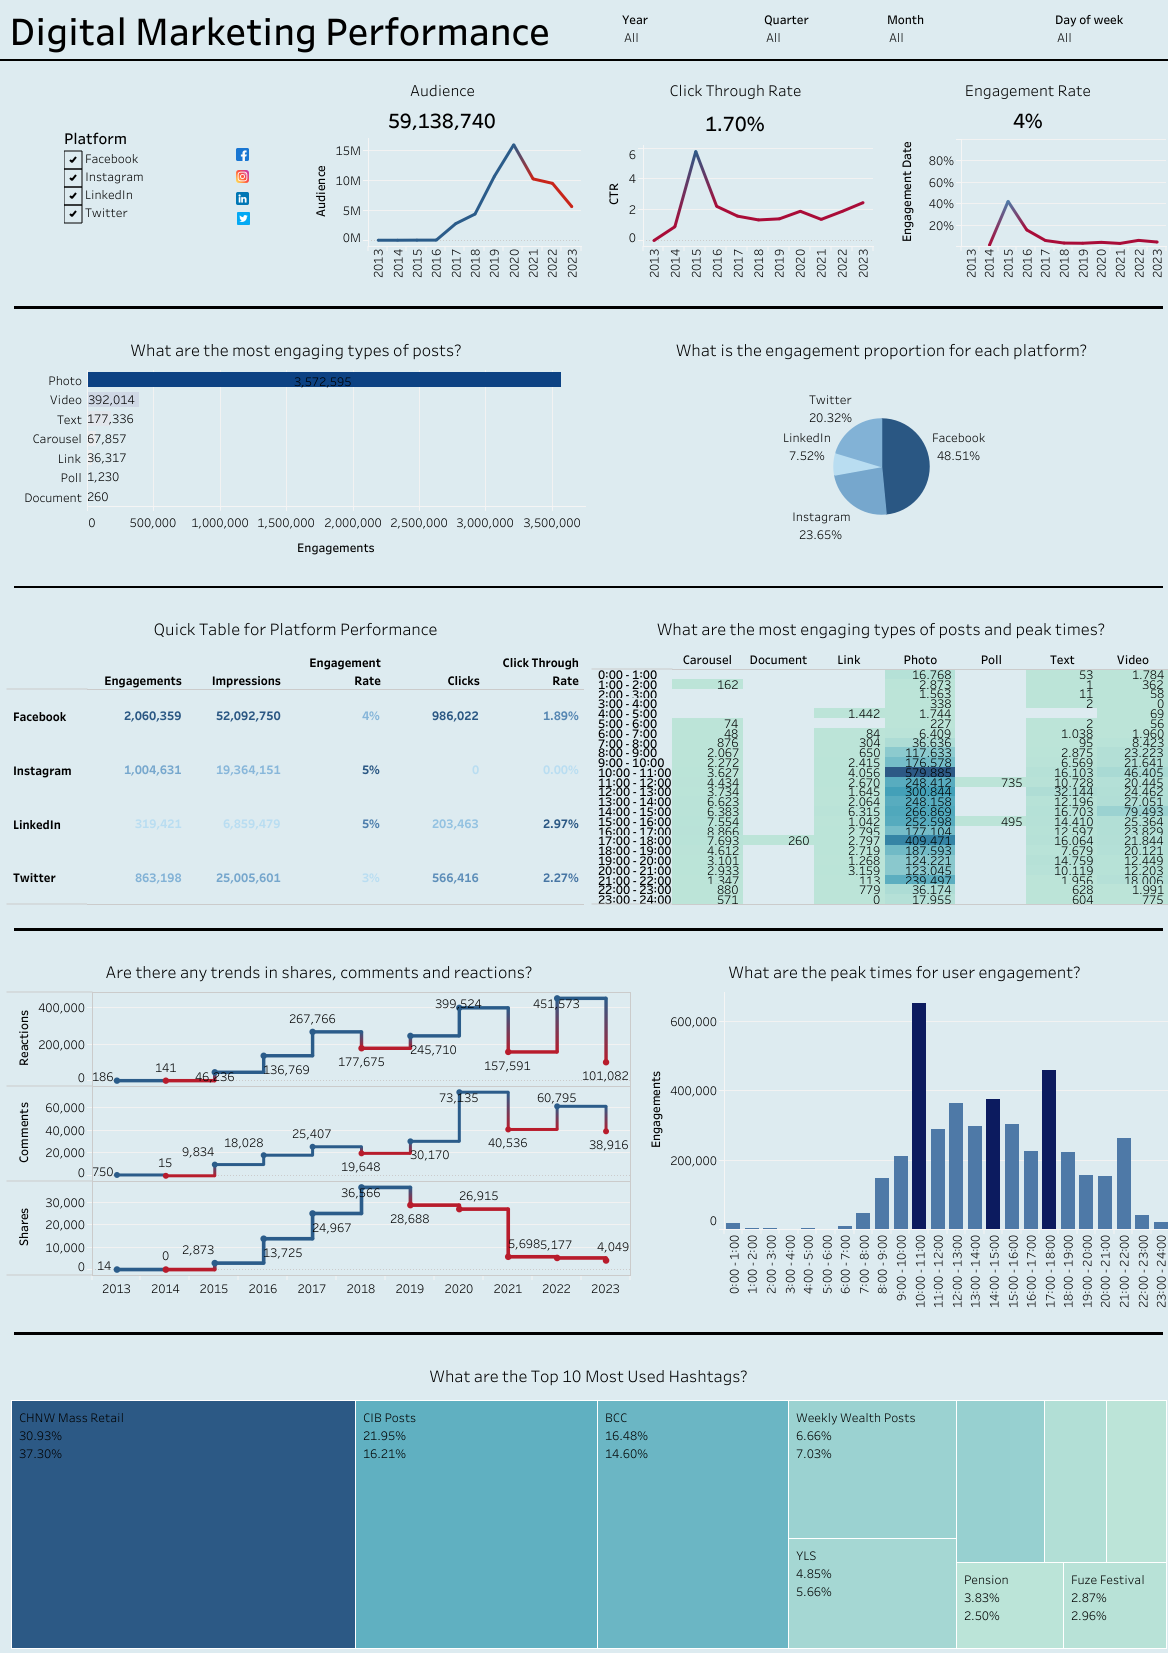 Digital Marketing Performance
Year
All
Quarter
All
Month
All
Day of week
All
Platform
Facebook
Instagram
LinkedIn
Twitter
Audience
59,138,740
15M
10M
5M
0M
Audience
2013 2014 2015 2016 2017 2018 2019 2020 2021 2022 2023
Click Through Rate
1.70%
6
4
2
0
CTR
2013 2014 2015 2016 2017 2018 2019 2020 2021 2022 2023
Engagement Rate
4%
80%
60%
40%
20%
Engagement Date
2013 2014 2015 2016 2017 2018 2019 2020 2021 2022 2023
What are the most engaging types of posts?
Photo 3,572,595
Video 392,014
Text 177,336
Carousel 67,857
Link 36,317
Poll 1,230
Document 260
0 500,000 1,000,000 1,500,000 2,000,000 2,500,000 3,000,000 3,500,000
Engagements
What is the engagement proportion for each platform?
Twitter
20.32%
LinkedIn
7.52%
Facebook
48.51%
Instagram
23.65%
Quick Table for Platform Performance
Engagements Impressions Engagement Rate Clicks Click Through Rate
Facebook 2,060,359 52,092,750 4% 986,022 1.89%
Instagram 1,004,631 19,364,151 5% 0 0.00%
LinkedIn 319,421 6,859,479 5% 203,463 2.97%
Twitter 863,198 25,005,601 3% 566,416 2.27%
What are the most engaging types of posts and peak times?
Carousel Document Link Photo Poll Text Video
0:00 - 1:00 16.768 53 1.784
1:00 - 2:00 162 2.873 1 362
2:00 - 3:00 1.563 11 58
3:00 - 4:00 338 2 0
4:00 - 5:00 1.442 1.744 69
5:00 - 6:00 74 227 2 56
6:00 - 7:00 48 84 6.409 1.038 1.960
7:00 - 8:00 876 304 36.636 95 8.423
8:00 - 9:00 2.067 650 117.633 2.875 23.223
9:00 - 10:00 2.272 2.415 176.578 6.569 21.641
10:00 - 11:00 3.627 4.056 579.885 16.103 46.405
11:00 - 12:00 4.434 2.670 248.412 735 10.728 20.445
12:00 - 13:00 3.734 1.645 300.844 32.144 24.462
13:00 - 14:00 6.623 2.064 248.158 12.196 27.051
14:00 - 15:00 6.383 6.315 266.869 16.703 79.493
15:00 - 16:00 7.554 1.042 252.598 495 14.410 25.364
16:00 - 17:00 8.866 2.795 177.104 12.597 23.829
17:00 - 18:00 7.693 260 2.797 409.471 16.064 21.844
18:00 - 19:00 4.612 2.719 187.593 7.679 20.121
19:00 - 20:00 3.101 1.268 124.221 14.759 12.449
20:00 - 21:00 2.933 3.159 123.045 10.119 12.203
21:00 - 22:00 1.347 113 239.497 1.956 18.006
22:00 - 23:00 880 779 36.174 628 1.991
23:00 - 24:00 571 0 17.955 604 775
Are there any trends in shares, comments and reactions?
Reactions
400,000
200,000
0
186 141 46,236 136,769 267,766 177,675 245,710 399,524 157,591 451,573 101,082
Comments
60,000
40,000
20,000
0
750 15 9,834 18,028 25,407 19,648 30,170 73,135 40,536 60,795 38,916
Shares
30,000
20,000
10,000
0
14 0 2,873 13,725 24,967 36,566 28,688 26,915 5,698 5,177 4,049
2013 2014 2015 2016 2017 2018 2019 2020 2021 2022 2023
What are the peak times for user engagement?
Engagements
600,000
400,000
200,000
0
0:00 - 1:00
1:00 - 2:00
2:00 - 3:00
3:00 - 4:00
4:00 - 5:00
5:00 - 6:00
6:00 - 7:00
7:00 - 8:00
8:00 - 9:00
9:00 - 10:00
10:00 - 11:00
11:00 - 12:00
12:00 - 13:00
13:00 - 14:00
14:00 - 15:00
15:00 - 16:00
16:00 - 17:00
17:00 - 18:00
18:00 - 19:00
19:00 - 20:00
20:00 - 21:00
21:00 - 22:00
22:00 - 23:00
23:00 - 24:00
What are the Top 10 Most Used Hashtags?
CHNW Mass Retail
30.93%
37.30%
CIB Posts
21.95%
16.21%
BCC
16.48%
14.60%
Weekly Wealth Posts
6.66%
7.03%
YLS
4.85%
5.66%
Pension
3.83%
2.50%
Fuze Festival
2.87%
2.96%